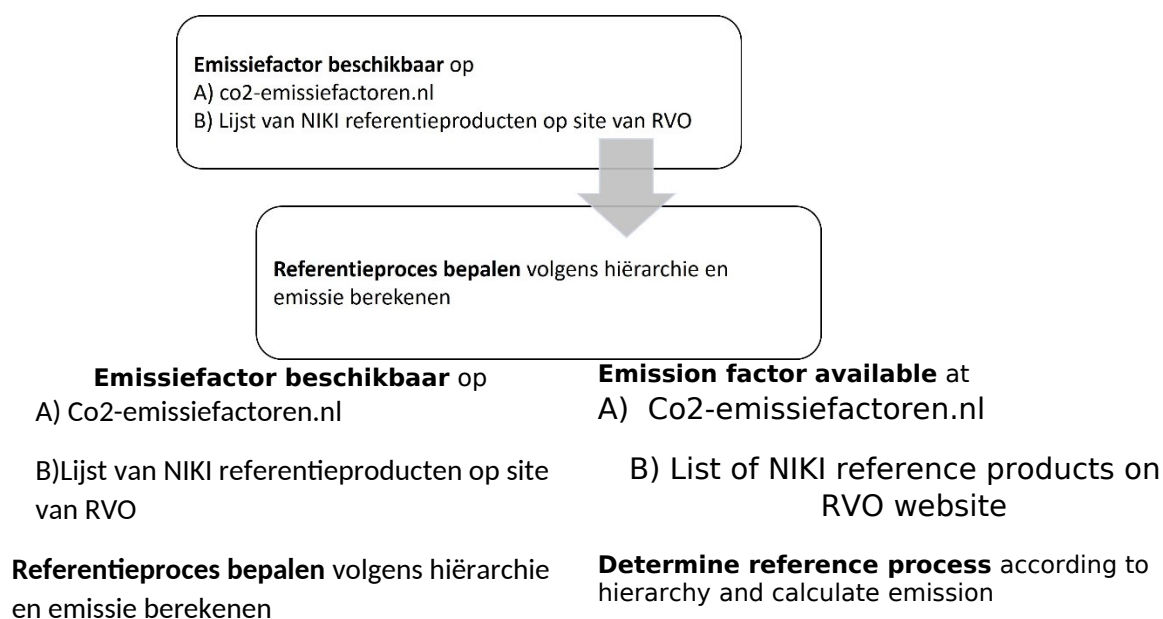 Emissiefactor beschikbaar op
A) co2-emissiefactoren.nl
B) Lijst van NIKI referentieproducten op site van RVO
Referentieproces bepalen volgens hiërarchie en
emissie berekenen
Emissiefactor beschikbaar op
A) Co2-emissiefactoren.nl
B)Lijst van NIKI referentieproducten op site
van RVO
Referentieproces bepalen volgens hiërarchie
en emissie berekenen
Emission factor available at
A) Co2-emissiefactoren.nl
B) List of NIKI reference products on
RVO website
Determine reference process according to
hierarchy and calculate emission